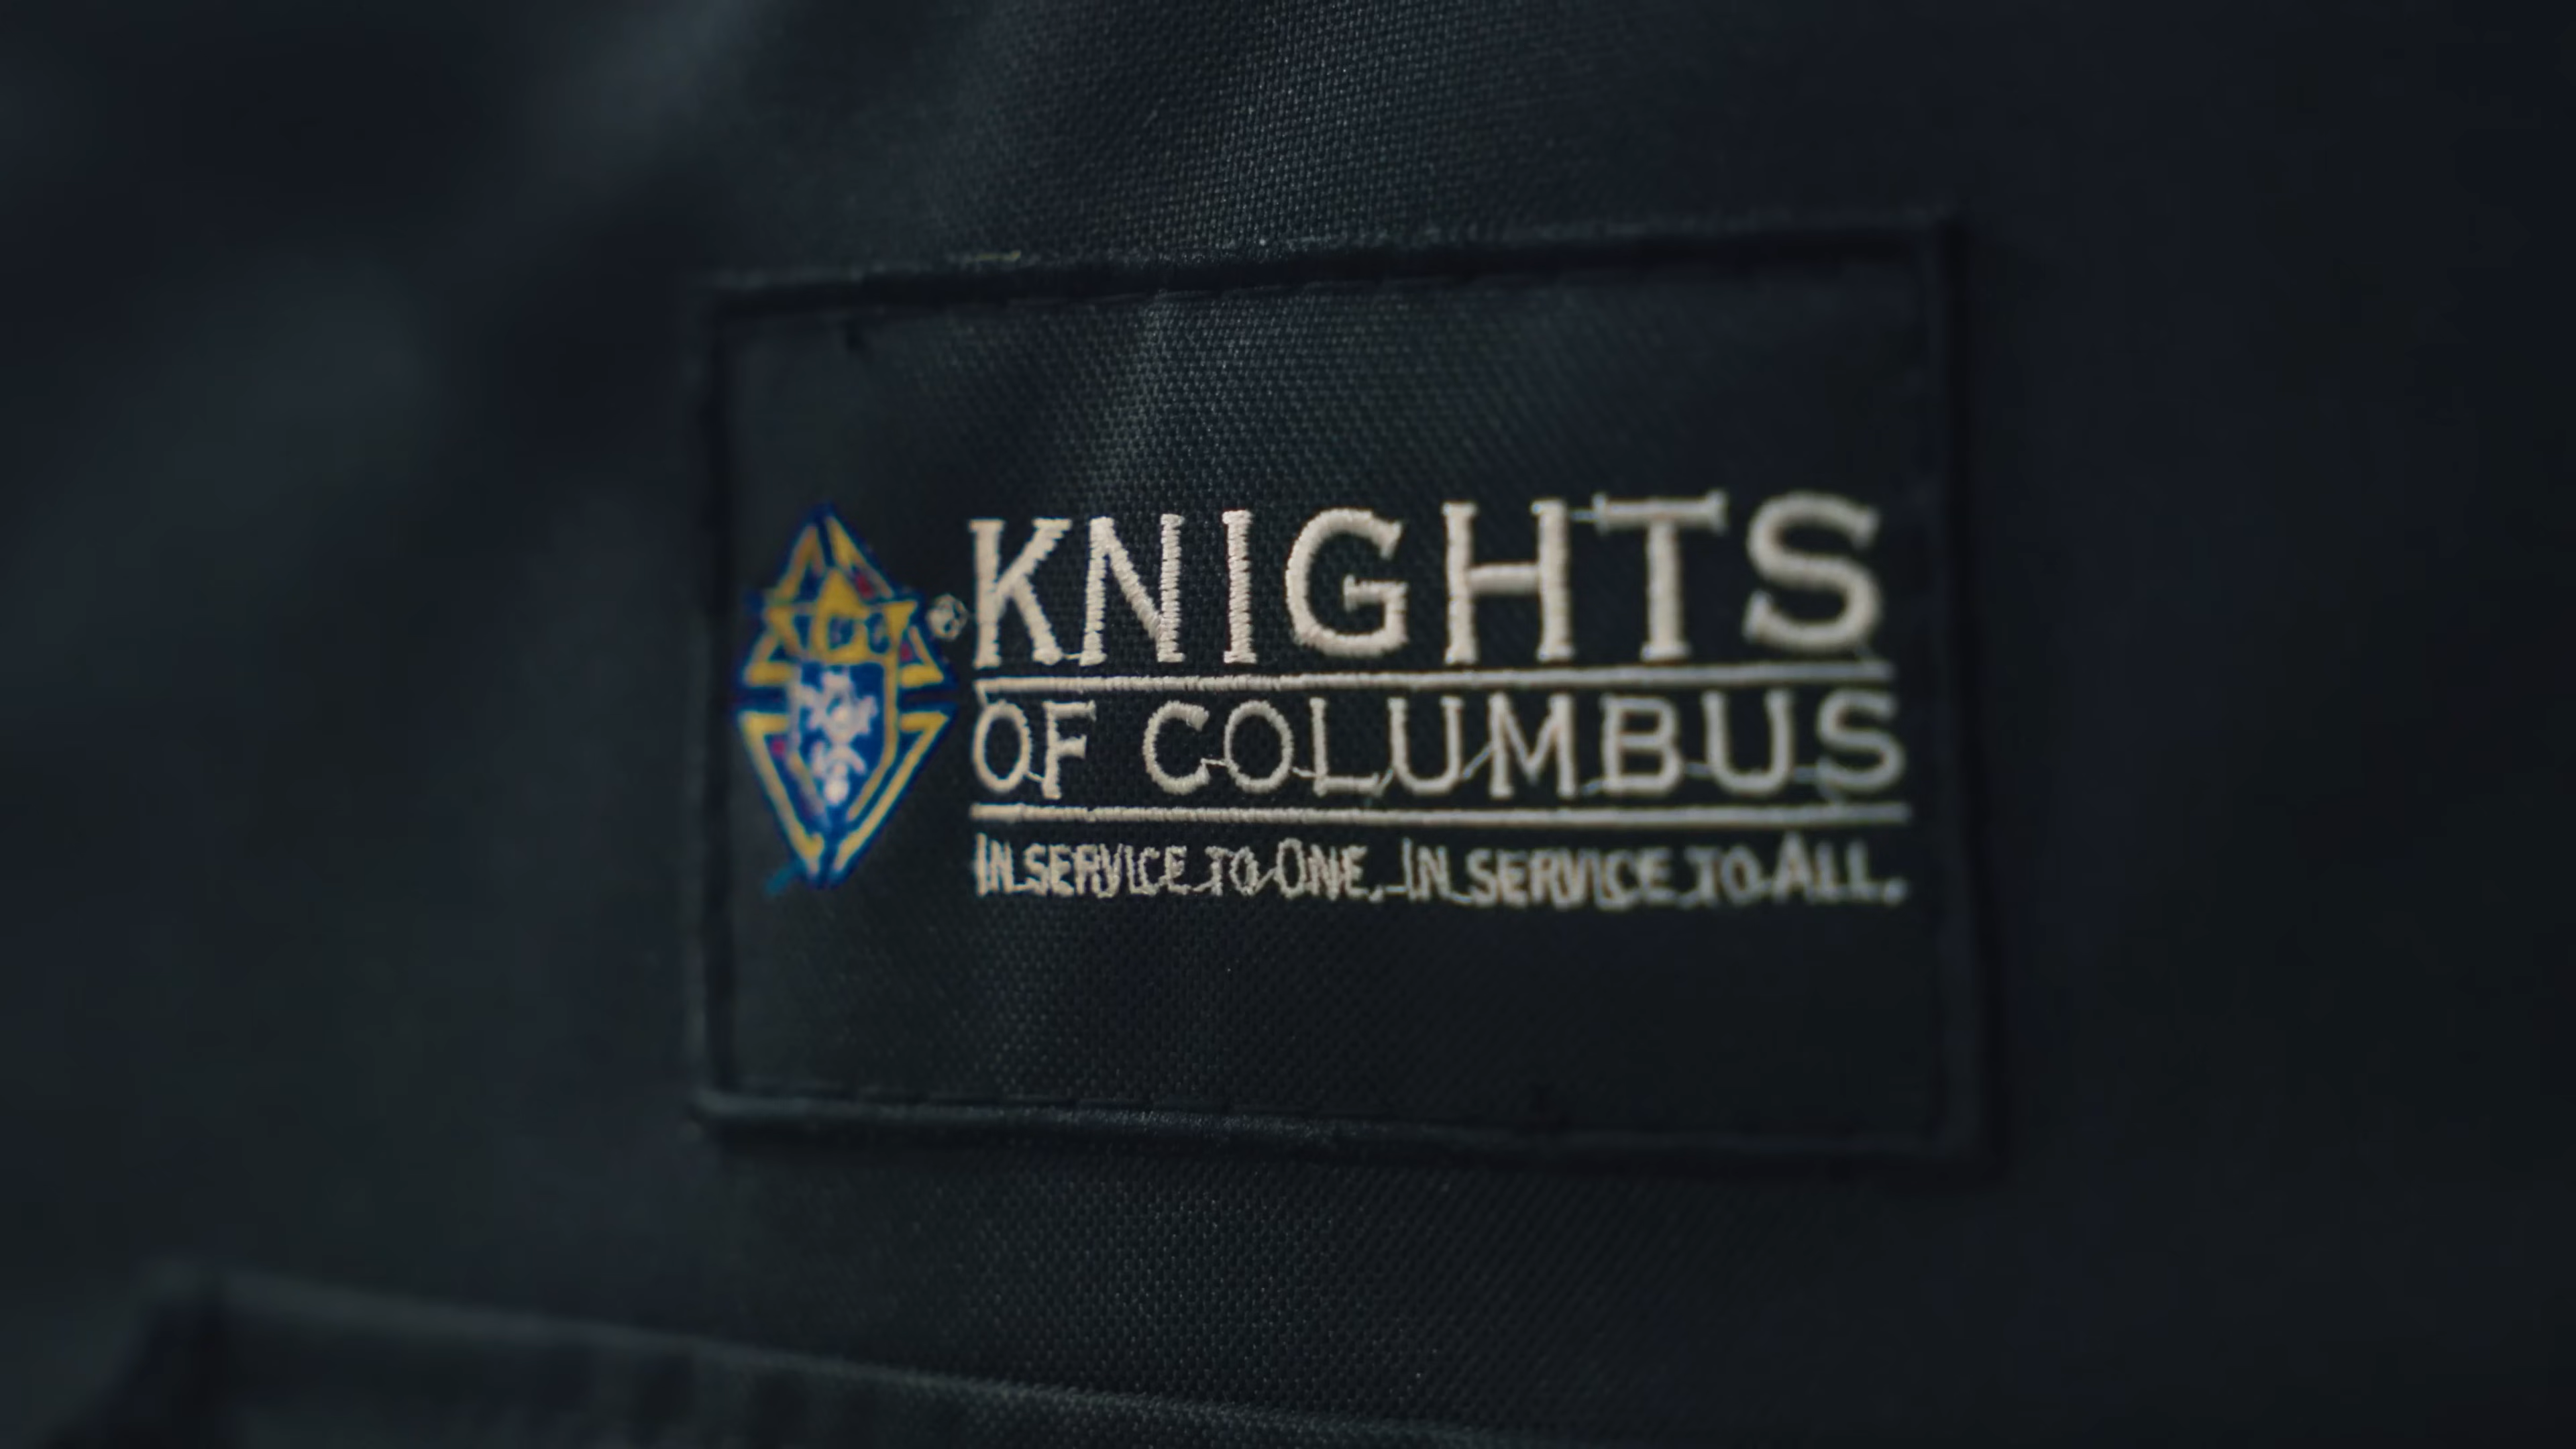 KNIGHTS
OF COLUMBUS
IN SERVICE TO ONE. IN SERVICE TO ALL.